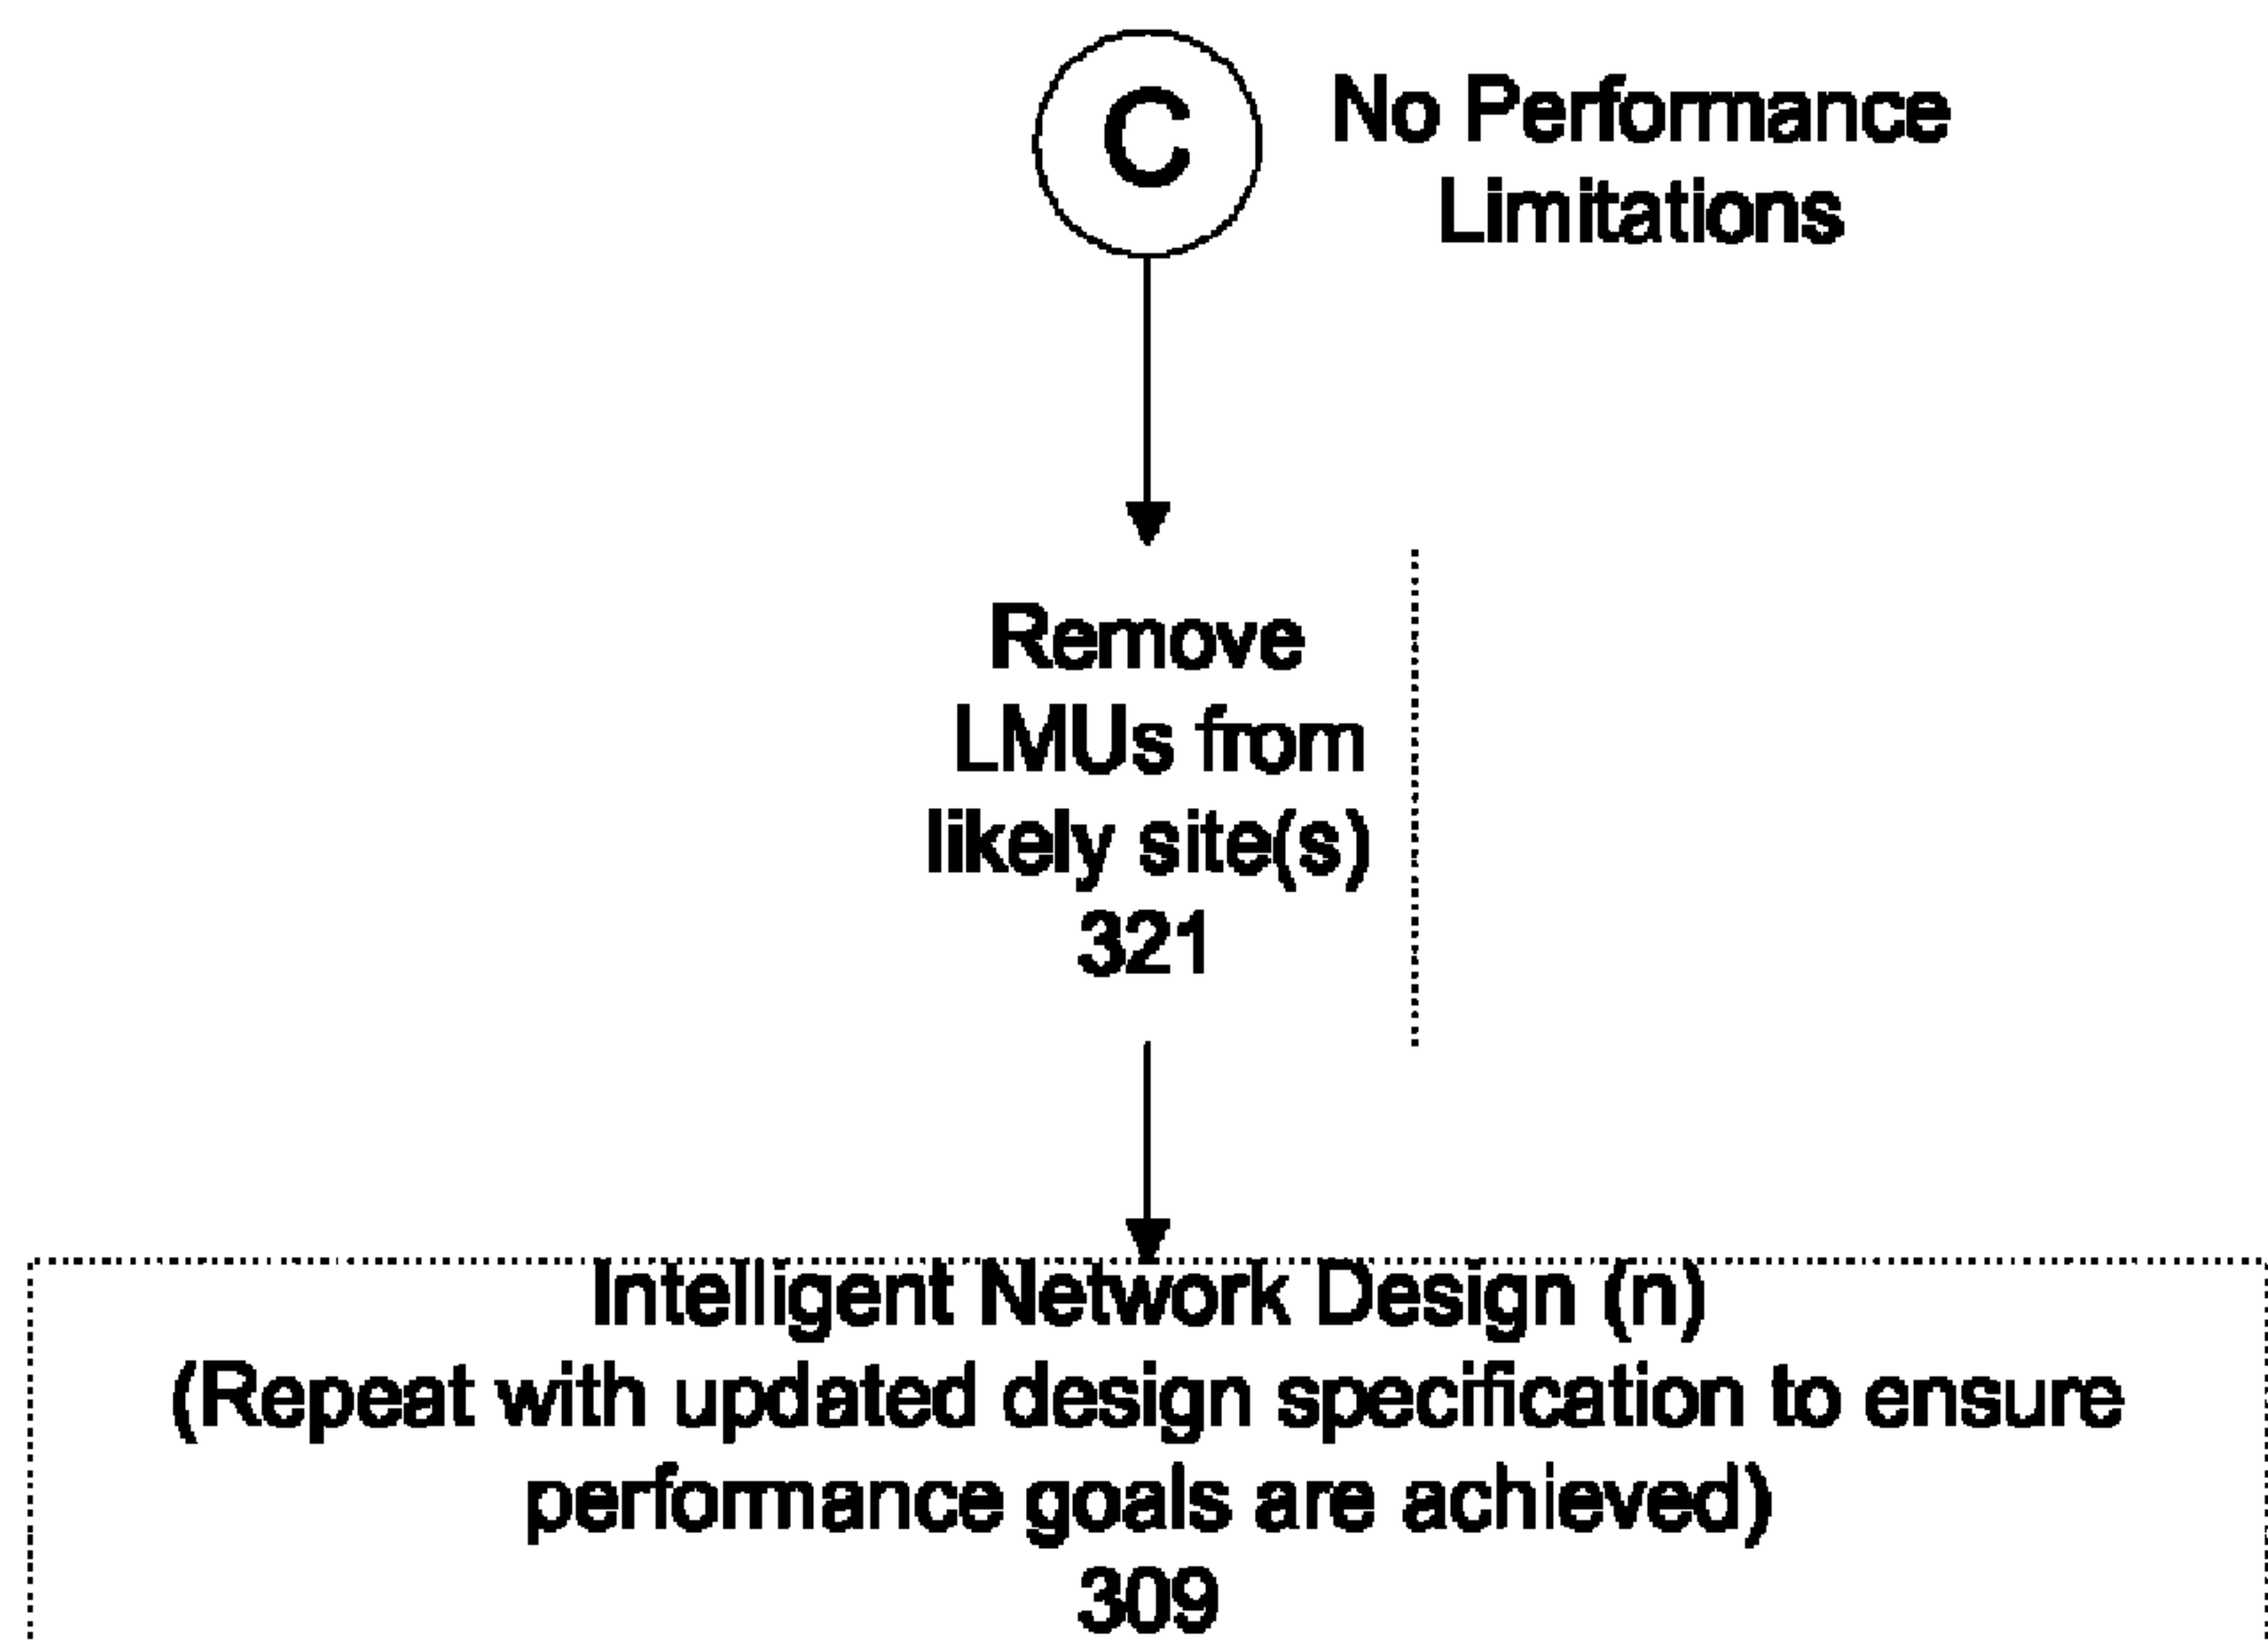 C
No Performance
Limitations
Remove
LMUs from
likely site(s)
321
Intelligent Network Design (n)
(Repeat with updated design specification to ensure
performance goals are achieved)
309